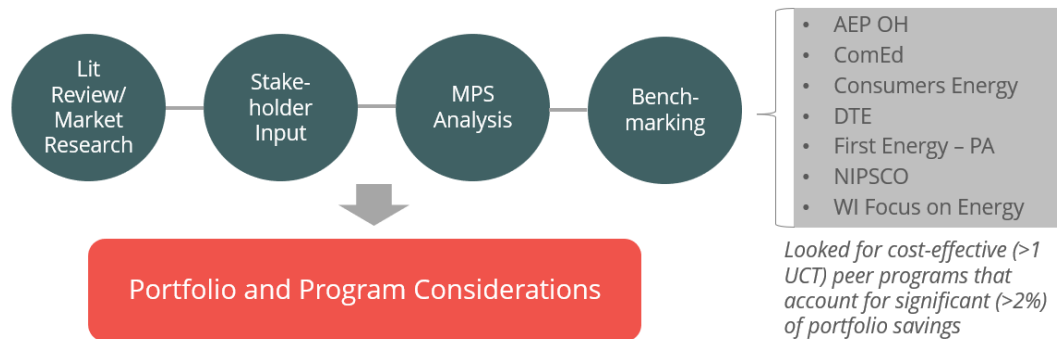 Lit
Review/
Market
Research
Stake-
holder
Input
MPS
Analysis
Bench-
marking
• AEP OH
• ComEd
• Consumers Energy
• DTE
• First Energy – PA
• NIPSCO
• WI Focus on Energy
Looked for cost-effective (>1
UCT) peer programs that
account for significant (>2%)
of portfolio savings
Portfolio and Program Considerations